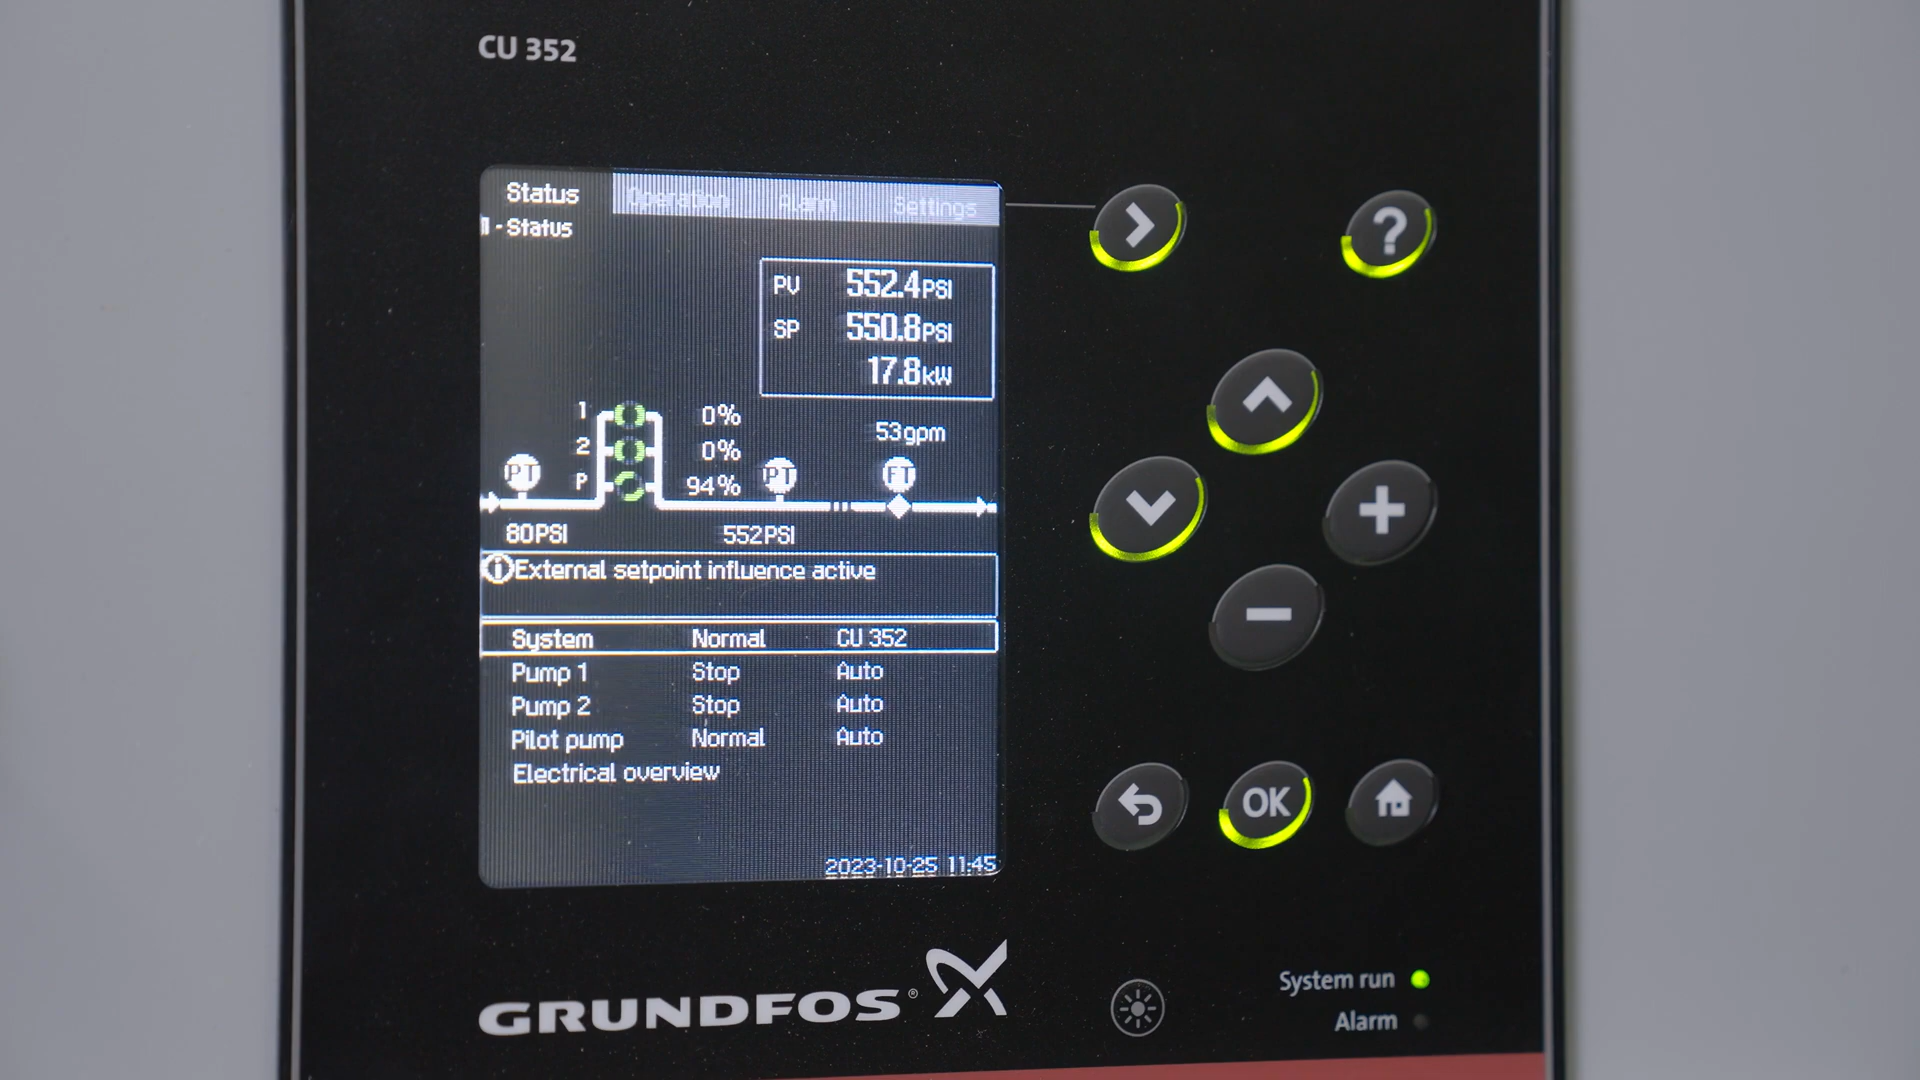 CU 352
Status Operation Alarm Settings
1 - Status
PV 552.4PSI
SP 550.8PSI
17.8kW
1 0%
53gpm
2 0%
PT P 94% PT FT
80PSI 552PSI
i External setpoint influence active
System Normal CU 352
Pump 1 Stop Auto
Pump 2 Stop Auto
Pilot pump Normal Auto
Electrical overview
2023-10-25 11:45
?
OK
GRUNDFOS®
System run
Alarm